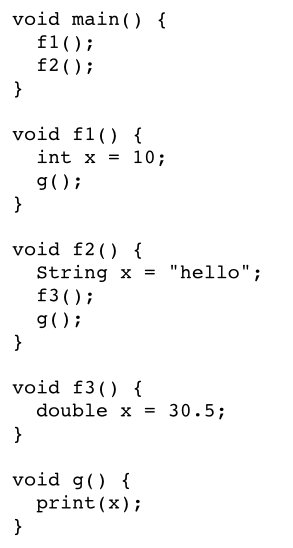 void main() {
  f1();
  f2();
}

void f1() {
  int x = 10;
  g();
}

void f2() {
  String x = "hello";
  f3();
  g();
}

void f3() {
  double x = 30.5;
}

void g() {
  print(x);
}